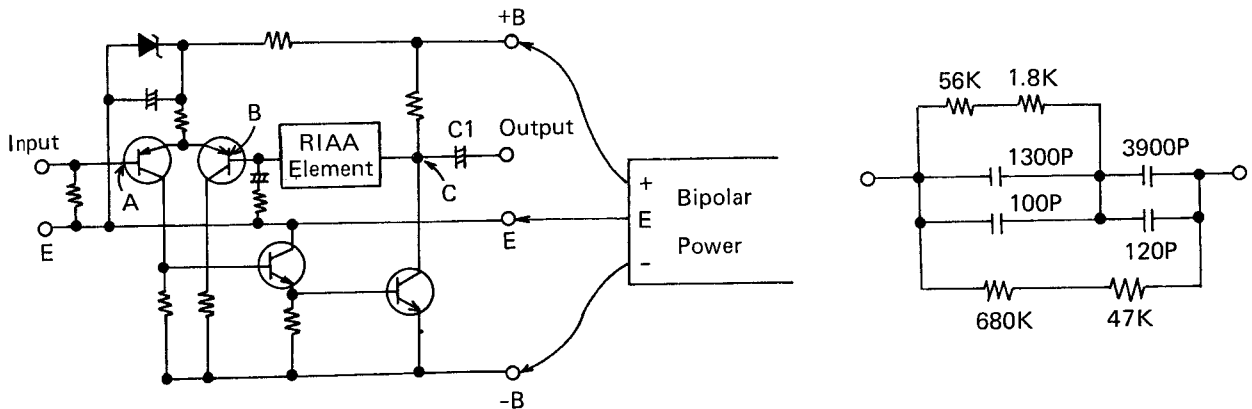 +B
Input
A
B
RIAA
Element
C1
Output
C
E
E
-B
+
E
-
Bipolar
Power
56K
1.8K
1300P
3900P
100P
120P
680K
47K